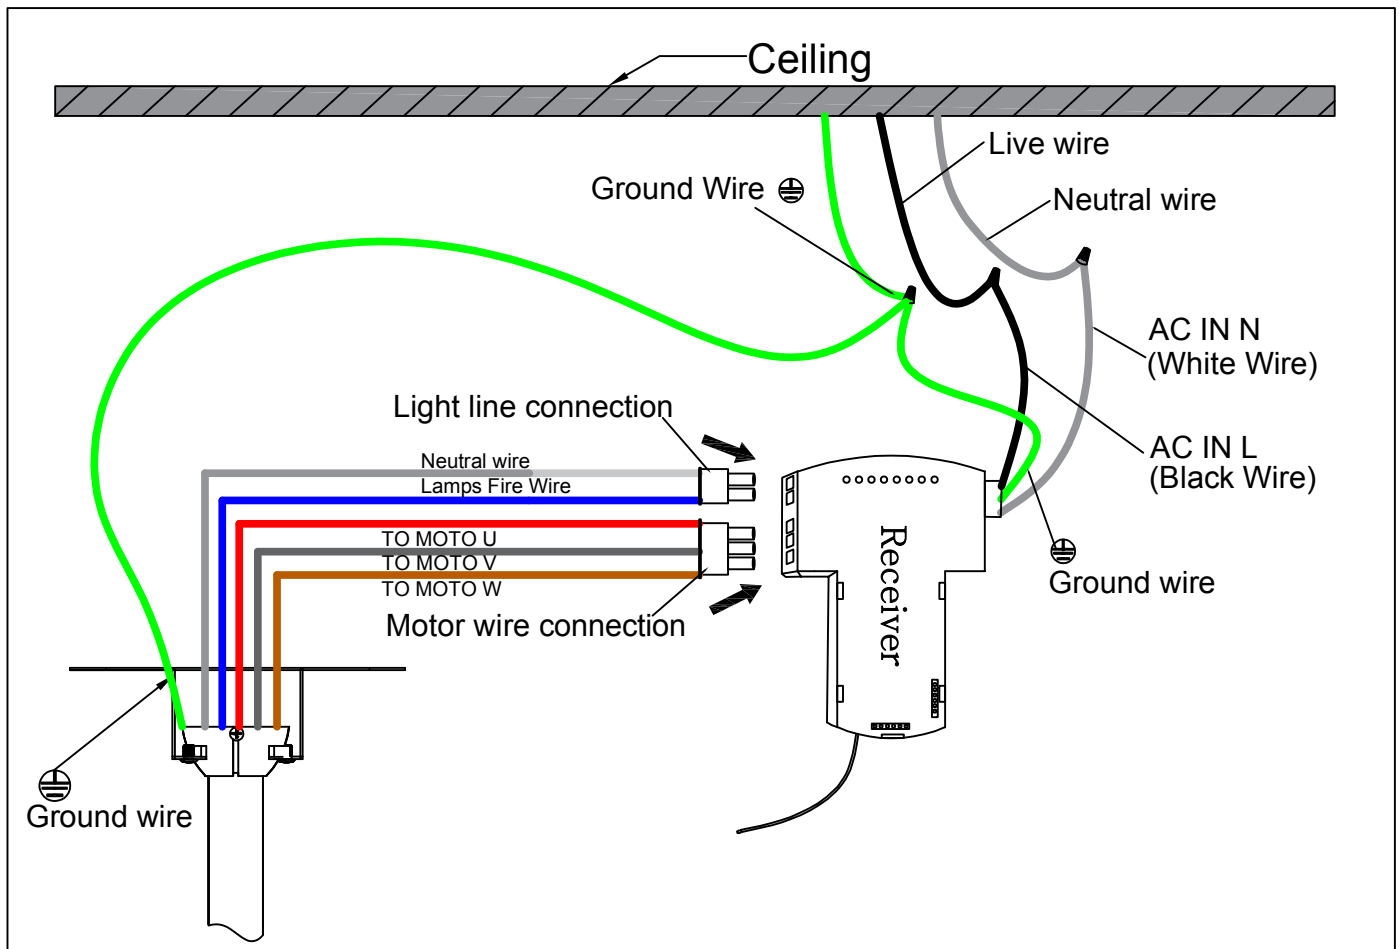 Ceiling
Live wire
Ground Wire
Neutral wire
AC IN N
(White Wire)
Light line connection
AC IN L
(Black Wire)
Neutral wire
Lamps Fire Wire
TO MOTO U
TO MOTO V
TO MOTO W
Motor wire connection
Receiver
Ground wire
Ground wire